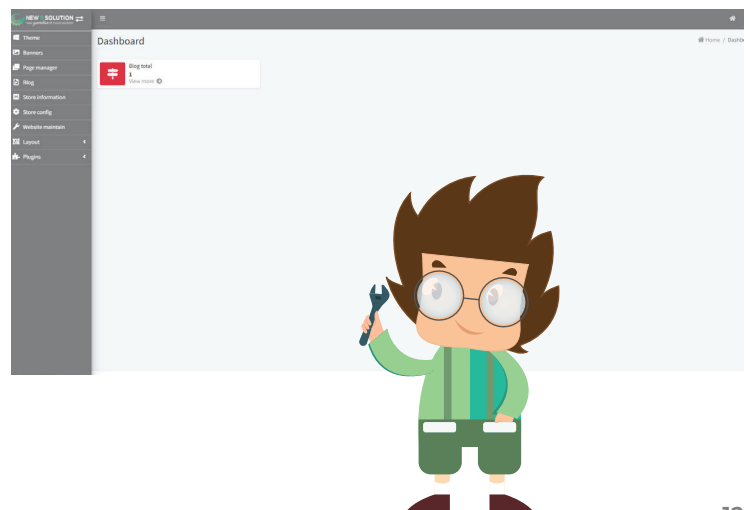 NEW SOLUTION
Dashboard
Home / Dashbo
Theme
Banners
Page manager
Blog
Store information
Store config
Website maintain
Layout
Plugins
Blog total
1
View more